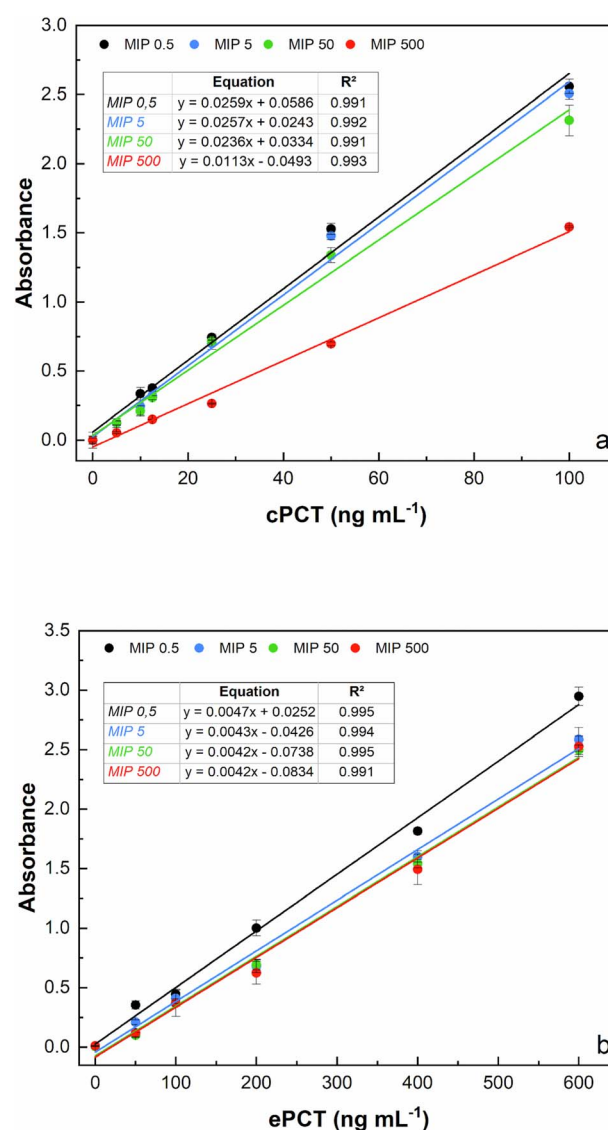 3.0
MIP 0.5 MIP 5 MIP 50 MIP 500
Equation R²
MIP 0,5 y = 0.0259x + 0.0586 0.991
MIP 5 y = 0.0257x + 0.0243 0.992
MIP 50 y = 0.0236x + 0.0334 0.991
MIP 500 y = 0.0113x - 0.0493 0.993
2.5
2.0
1.5
1.0
0.5
0.0
Absorbance
0 20 40 60 80 100
a
cPCT (ng mL⁻¹)
MIP 0.5 MIP 5 MIP 50 MIP 500
Equation R²
MIP 0,5 y = 0.0047x + 0.0252 0.995
MIP 5 y = 0.0043x - 0.0426 0.994
MIP 50 y = 0.0042x - 0.0738 0.995
MIP 500 y = 0.0042x - 0.0834 0.991
3.0
2.5
2.0
1.5
1.0
0.5
0.0
Absorbance
0 100 200 300 400 500 600
b
ePCT (ng mL⁻¹)